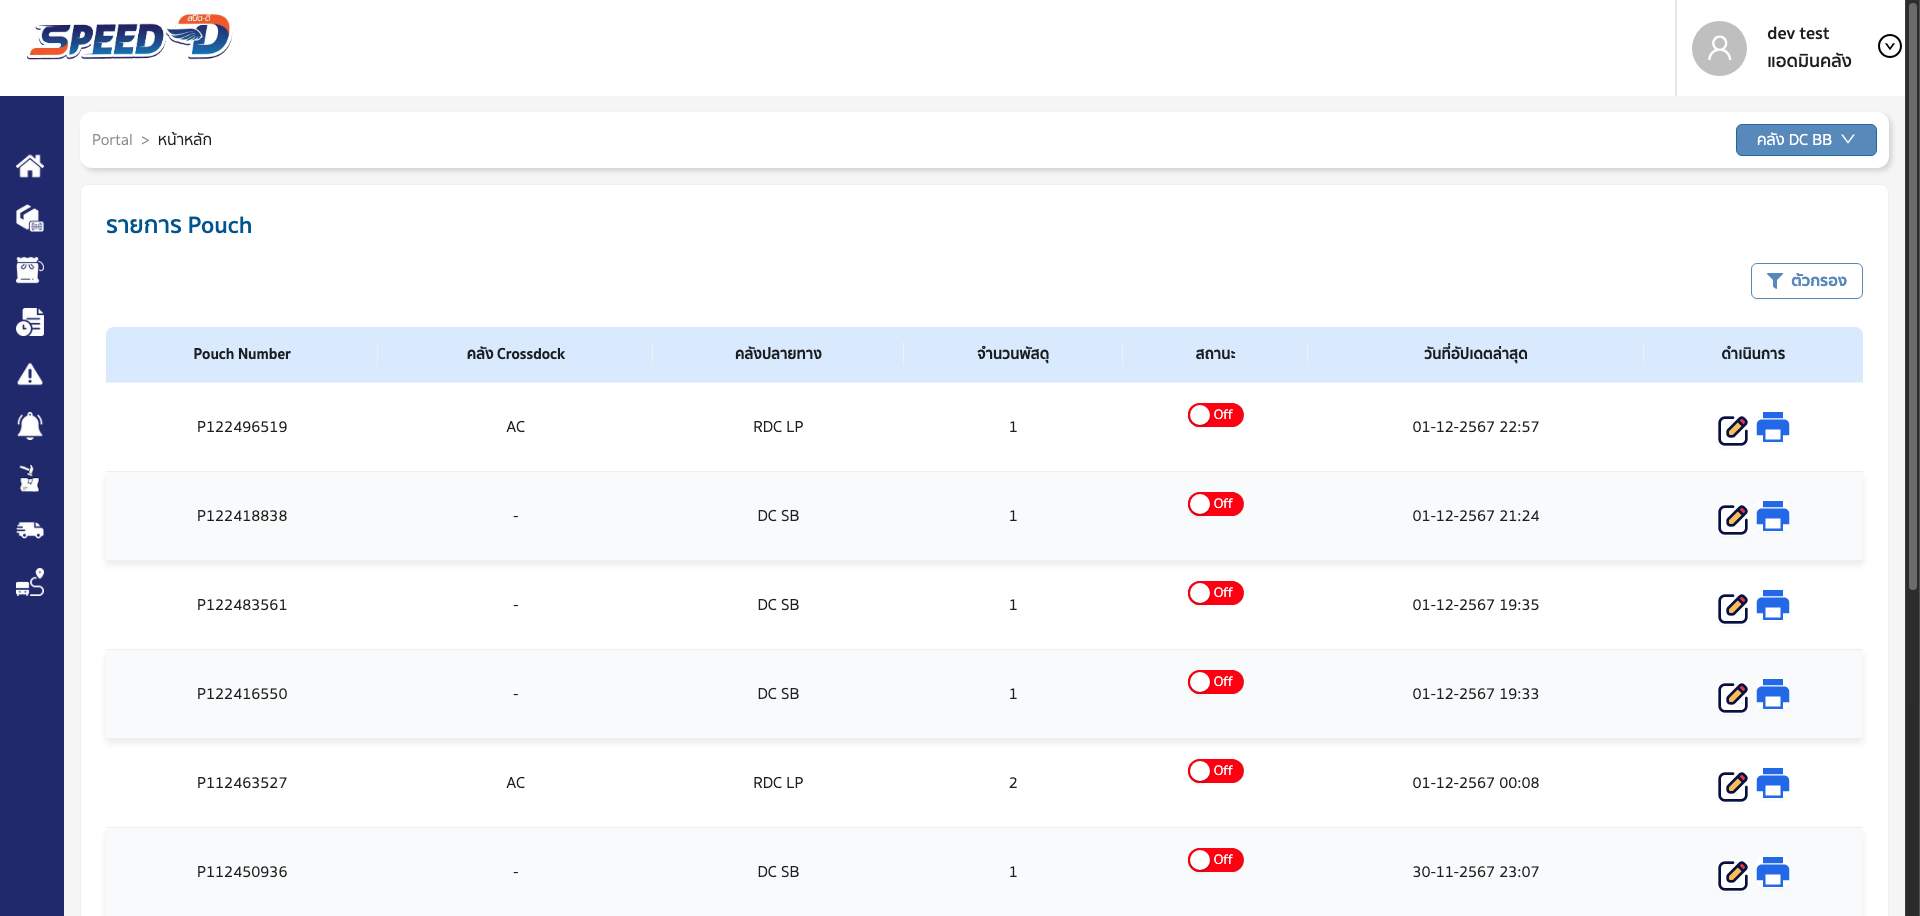 สปีด-ดี
SPEED-D
dev test
แอดมินคลัง
Portal > หน้าหลัก
คลัง DC BB
รายการ Pouch
ตัวกรอง
Pouch Number คลัง Crossdock คลังปลายทาง จำนวนพัสดุ สถานะ วันที่อัปเดตล่าสุด ดำเนินการ
P122496519 AC RDC LP 1 Off 01-12-2567 22:57
P122418838 - DC SB 1 Off 01-12-2567 21:24
P122483561 - DC SB 1 Off 01-12-2567 19:35
P122416550 - DC SB 1 Off 01-12-2567 19:33
P112463527 AC RDC LP 2 Off 01-12-2567 00:08
P112450936 - DC SB 1 Off 30-11-2567 23:07